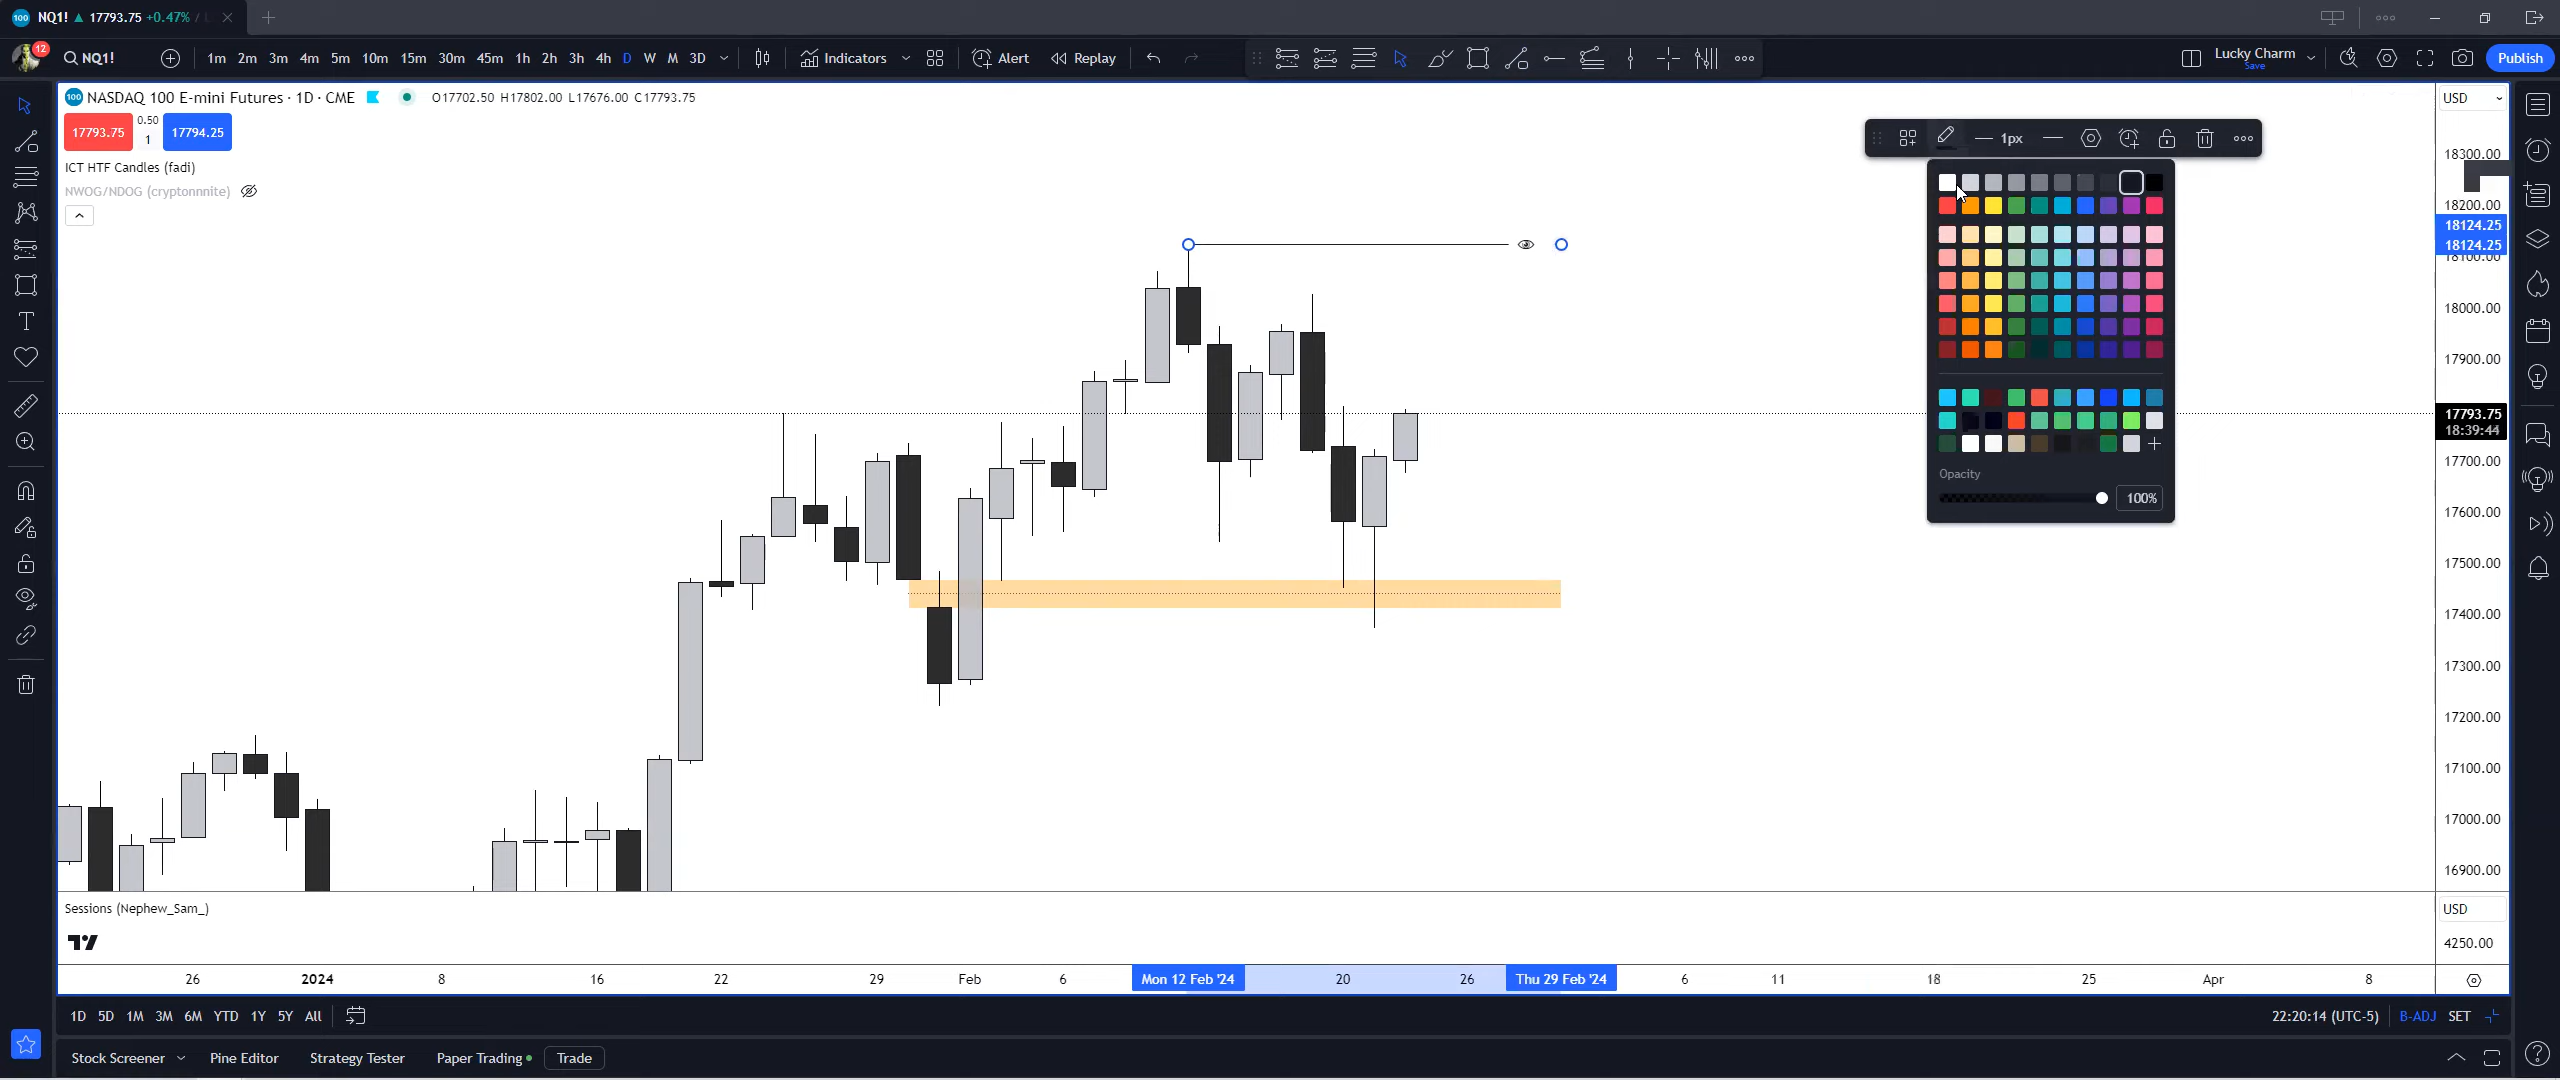 100 NQ1! ▲ 17793.75 +0.47% /
12 NQ1! 1m 2m 3m 4m 5m 10m 15m 30m 45m 1h 2h 3h 4h D W M 3D Indicators Alert Replay Lucky Charm Publish
Save
100 NASDAQ 100 E-mini Futures · 1D · CME O17702.50 H17802.00 L17676.00 C17793.75 USD
17793.75 0.50 17794.25
1
1px
ICT HTF Candles (fadi)
NWOG/NDOG (cryptonnnite)
18300.00
18200.00
18124.25
18124.25
18100.00
18000.00
17900.00
17793.75
18:39:44
17700.00
Opacity
100%
17600.00
17500.00
17400.00
17300.00
17200.00
17100.00
17000.00
16900.00
Sessions (Nephew_Sam_) USD
4250.00
26 2024 8 16 22 29 Feb 6 Mon 12 Feb '24 20 26 Thu 29 Feb '24 6 11 18 25 Apr 8
1D 5D 1M 3M 6M YTD 1Y 5Y All 22:20:14 (UTC-5) B-ADJ SET
Stock Screener Pine Editor Strategy Tester Paper Trading Trade